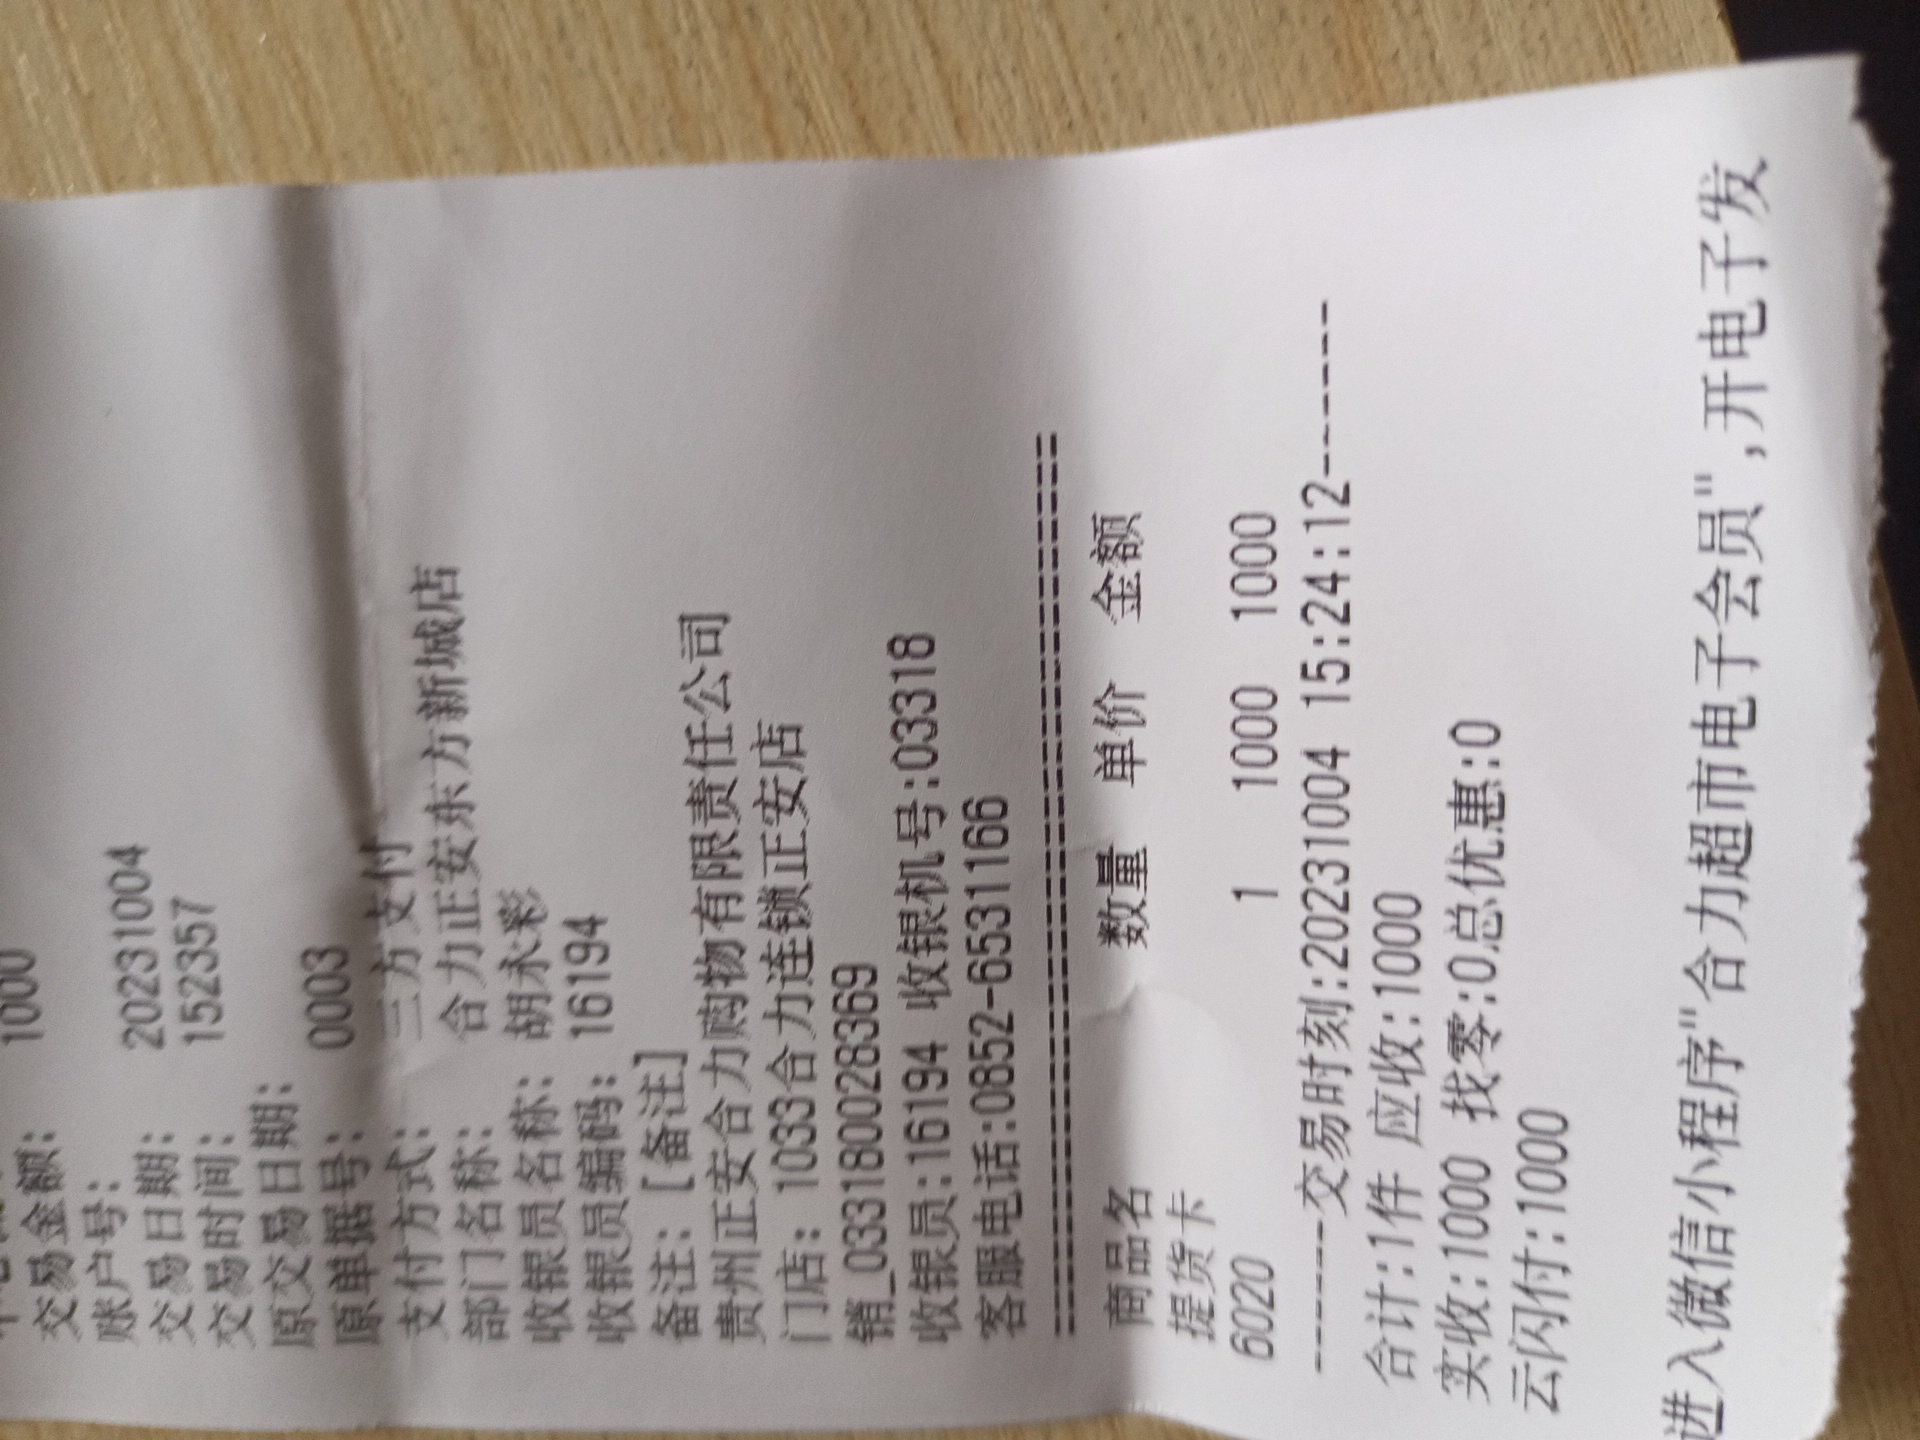 交易金额: 1000
账户号:
交易日期: 20231004
交易时间: 152357
原交易日期:
原单据号: 0003
支付方式: 三方支付
部门名称: 合力正安东方新城店
收银员名称: 胡永彩
收银员编码: 16194
备注: [备注]
贵州正安合力购物有限责任公司
门店: 1033合力连锁正安店
销_0331800028369
收银员:16194 收银机号:03318
客服电话:0852-6531166
================================
商品名 数量 单价 金额
提货卡
6020 1 1000 1000
--------交易时刻:20231004 15:24:12--------
合计:1件 应收:1000
实收:1000 找零:0总优惠:0
云闪付:1000
进入微信小程序"合力超市电子会员",开电子发